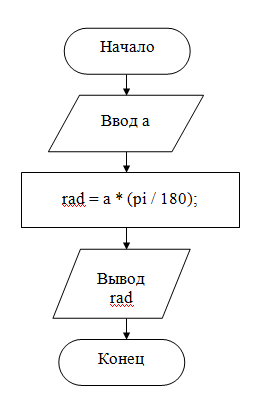 Начало
Ввод a
rad = a * (pi / 180);
Вывод
rad
Конец